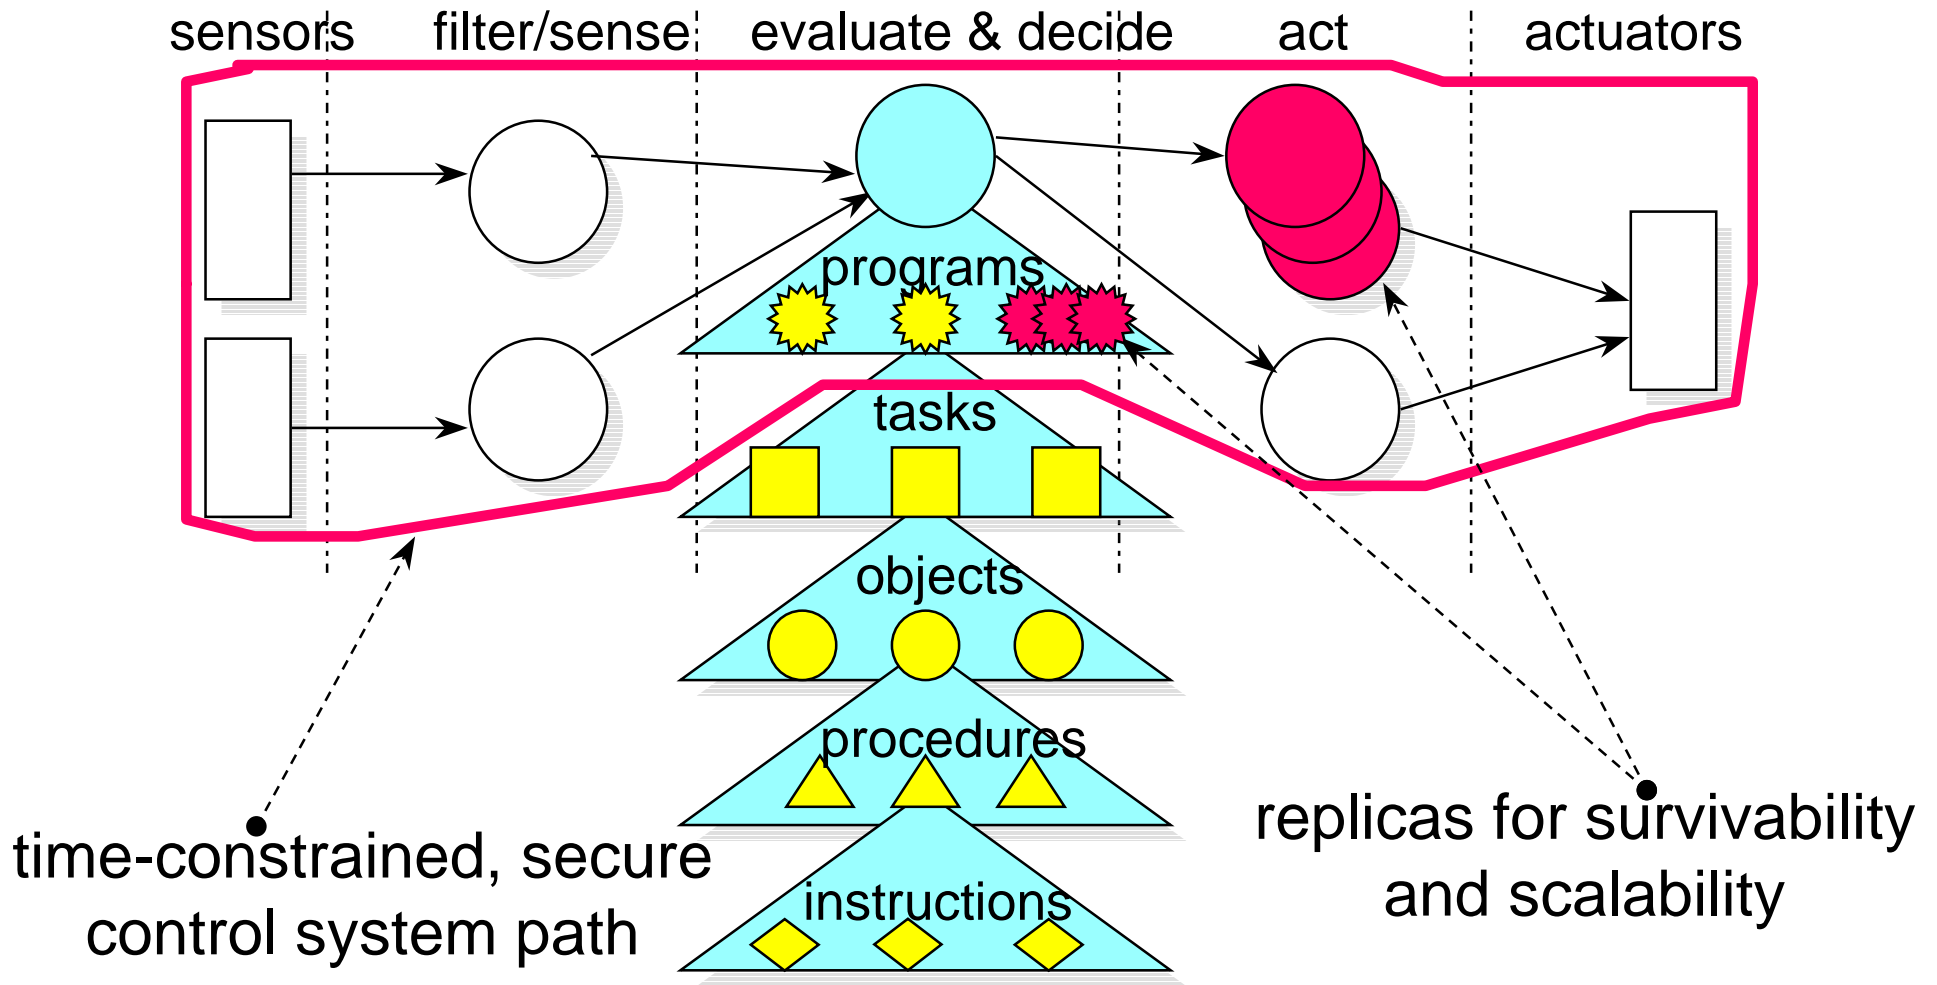 sensors
filter/sense
evaluate & decide
act
actuators
programs
tasks
objects
procedures
instructions
time-constrained, secure
control system path
replicas for survivability
and scalability